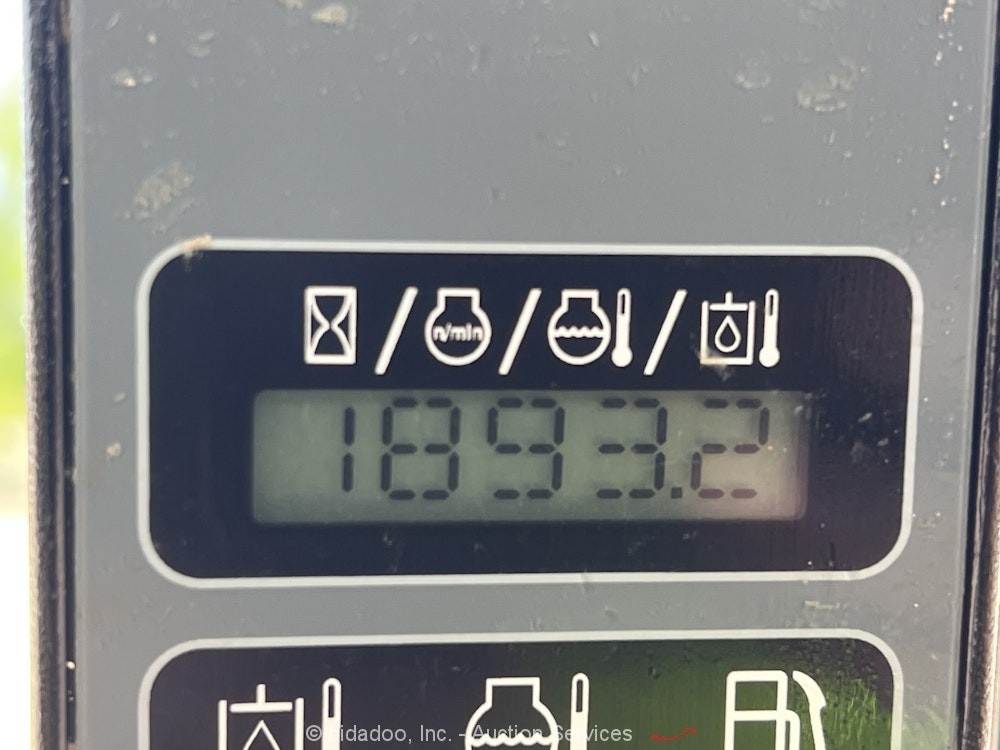 n/min
1893.2
©Bidadoo, Inc. - Auction Services